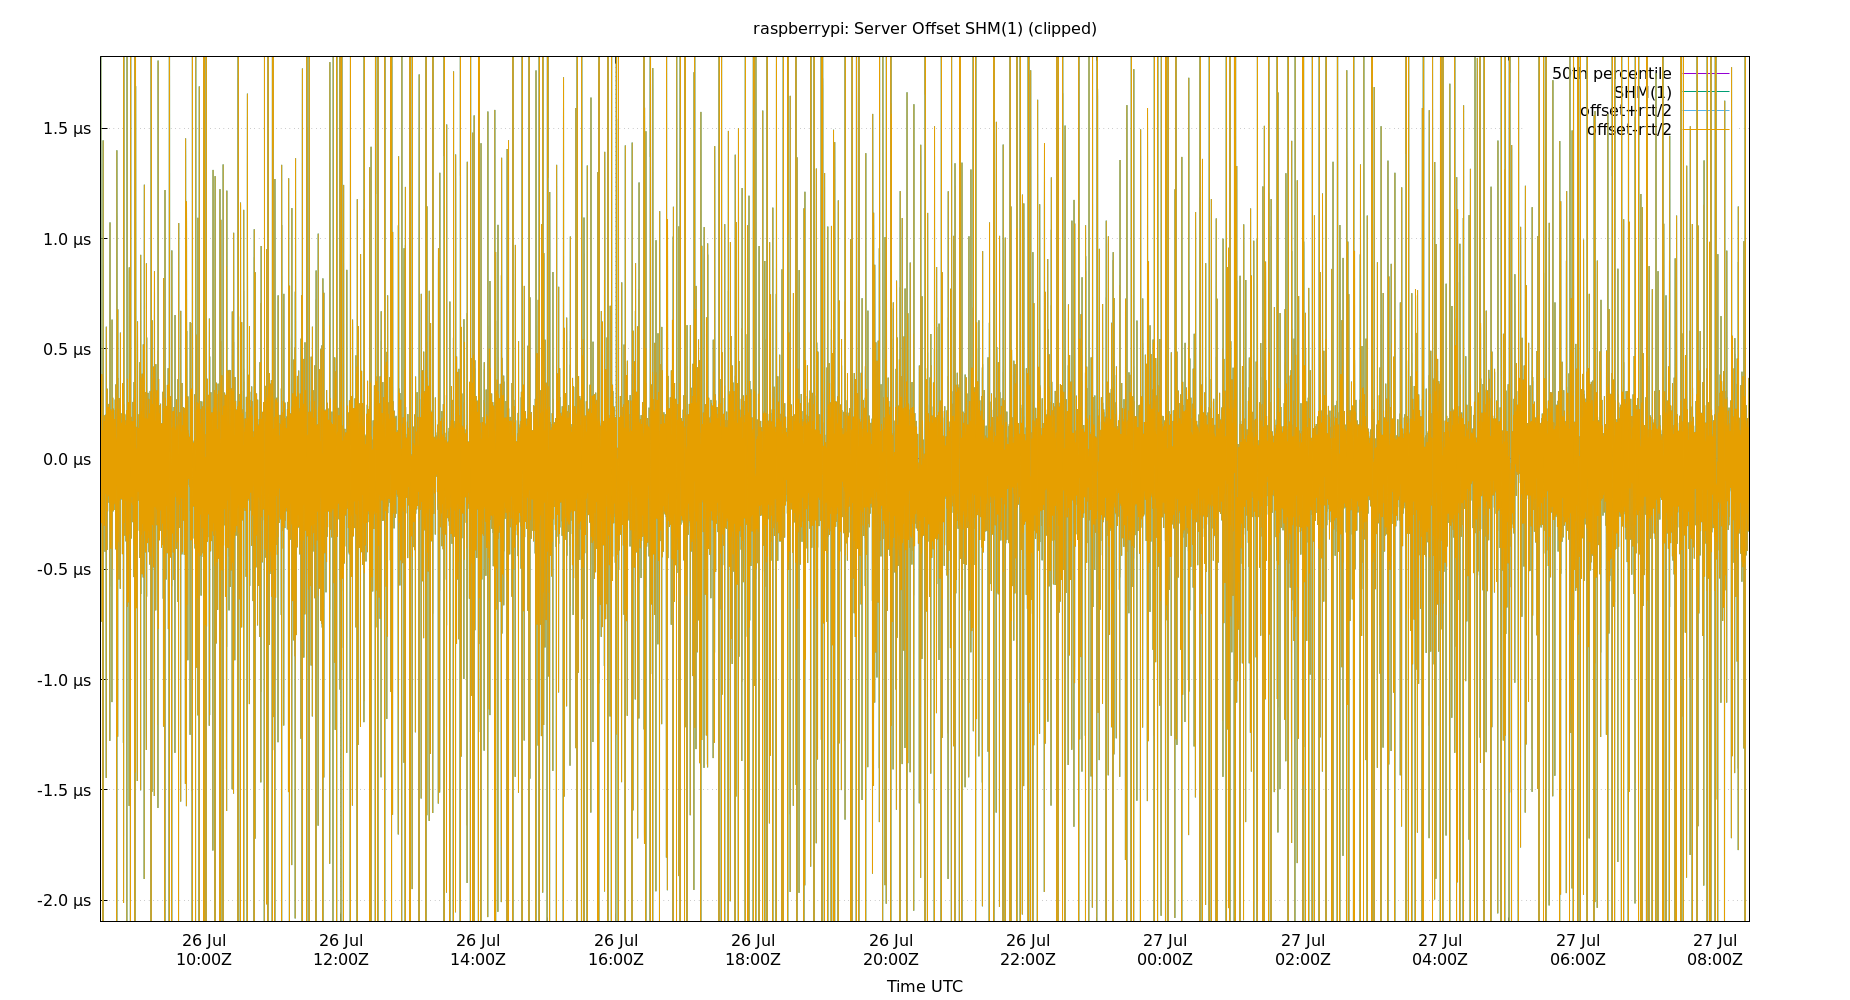 raspberrypi: Server Offset SHM(1) (clipped)
50th percentile
SHM(1)
offset+rtt/2
offset-rtt/2
1.5 µs
1.0 µs
0.5 µs
0.0 µs
-0.5 µs
-1.0 µs
-1.5 µs
-2.0 µs
26 Jul 26 Jul 26 Jul 26 Jul 26 Jul 26 Jul 26 Jul 27 Jul 27 Jul 27 Jul 27 Jul 27 Jul
10:00Z 12:00Z 14:00Z 16:00Z 18:00Z 20:00Z 22:00Z 00:00Z 02:00Z 04:00Z 06:00Z 08:00Z
Time UTC